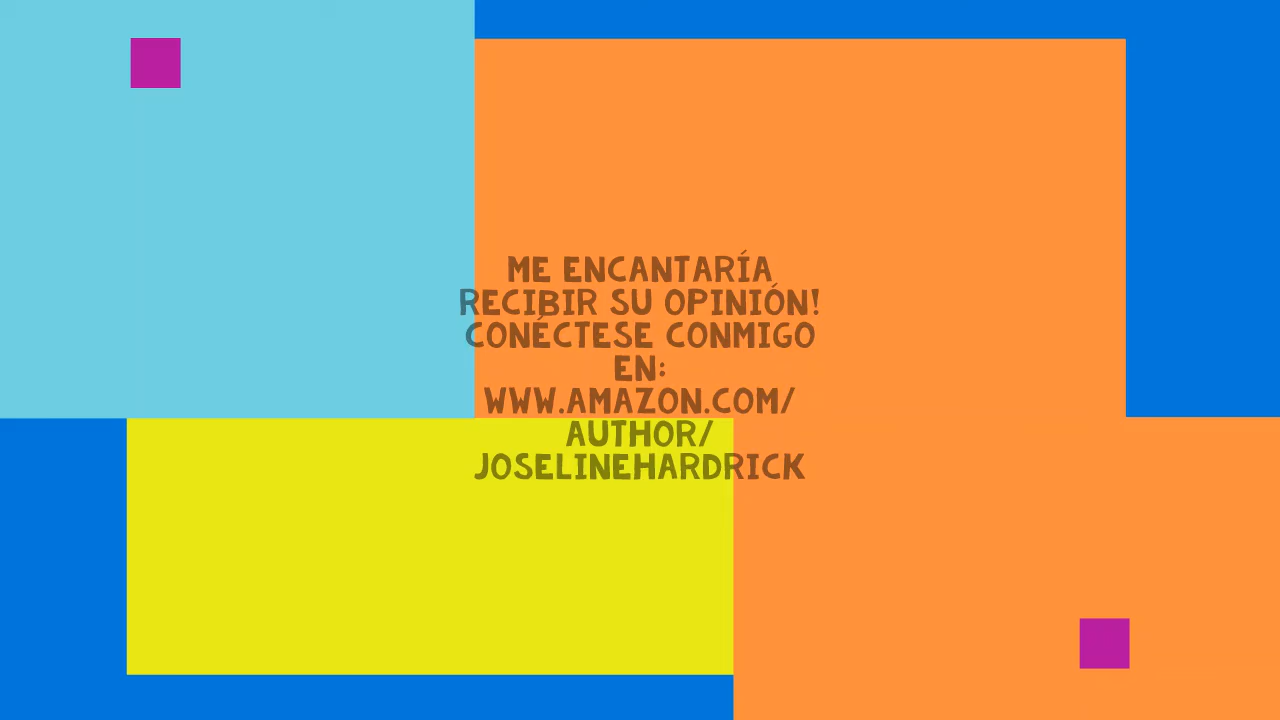 ME ENCANTARÍA
RECIBIR SU OPINIÓN!
CONÉCTESE CONMIGO
EN:
WWW.AMAZON.COM/
AUTHOR/
JOSELINEHARDRICK